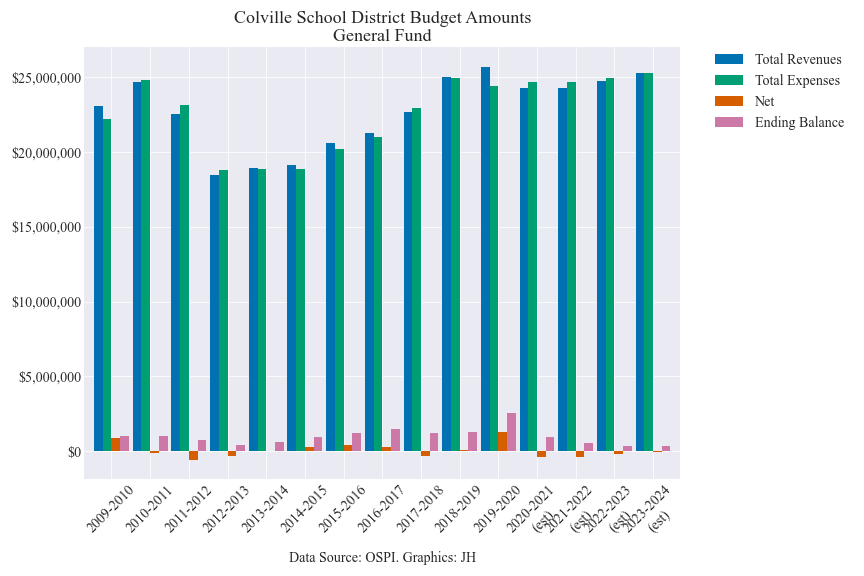 Colville School District Budget Amounts
General Fund
Total Revenues
Total Expenses
Net
Ending Balance
$25,000,000
$20,000,000
$15,000,000
$10,000,000
$5,000,000
$0
2009-2010
2010-2011
2011-2012
2012-2013
2013-2014
2014-2015
2015-2016
2016-2017
2017-2018
2018-2019
2019-2020
2020-2021
(est)
2021-2022
(est)
2022-2023
(est)
2023-2024
(est)
Data Source: OSPI. Graphics: JH